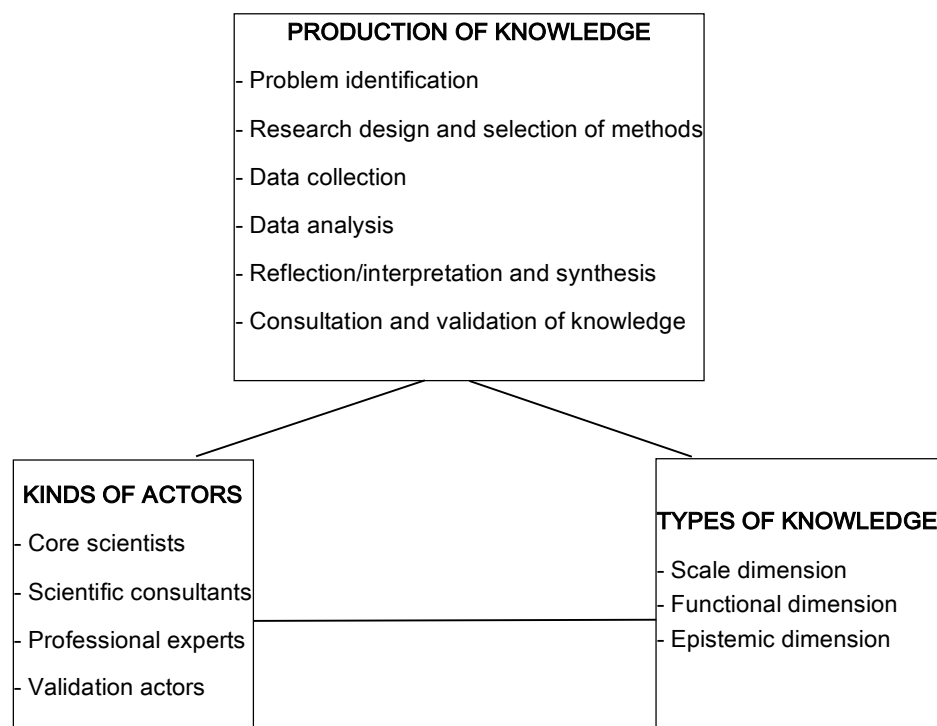 PRODUCTION OF KNOWLEDGE
- Problem identification
- Research design and selection of methods
- Data collection
- Data analysis
- Reflection/interpretation and synthesis
- Consultation and validation of knowledge
KINDS OF ACTORS
- Core scientists
- Scientific consultants
- Professional experts
- Validation actors
TYPES OF KNOWLEDGE
- Scale dimension
- Functional dimension
- Epistemic dimension